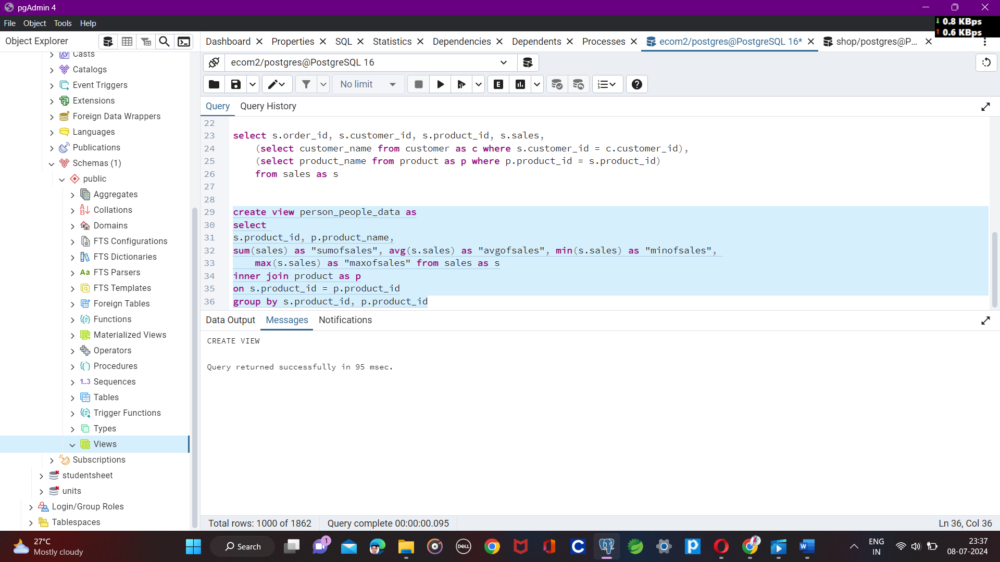 pgAdmin 4
File Object Tools Help
0.8 KBps
0.6 KBps
Object Explorer
Dashboard Properties SQL Statistics Dependencies Dependents Processes ecom2/postgres@PostgreSQL 16* shop/postgres@P...
ecom2/postgres@PostgreSQL 16
No limit
E
Query Query History
Casts
Catalogs
Event Triggers
Extensions
Foreign Data Wrappers
Languages
Publications
Schemas (1)
public
Aggregates
Collations
Domains
FTS Configurations
FTS Dictionaries
Aa FTS Parsers
FTS Templates
Foreign Tables
Functions
Materialized Views
Operators
Procedures
1..3 Sequences
Tables
Trigger Functions
Types
Views
Subscriptions
studentsheet
units
Login/Group Roles
Tablespaces
22
23 select s.order_id, s.customer_id, s.product_id, s.sales,
24 (select customer_name from customer as c where s.customer_id = c.customer_id),
25 (select product_name from product as p where p.product_id = s.product_id)
26 from sales as s
27
28
29 create view person_people_data as
30 select
31 s.product_id, p.product_name,
32 sum(sales) as "sumofsales", avg(s.sales) as "avgofsales", min(s.sales) as "minofsales",
33 max(s.sales) as "maxofsales" from sales as s
34 inner join product as p
35 on s.product_id = p.product_id
36 group by s.product_id, p.product_id
Data Output Messages Notifications
CREATE VIEW
Query returned successfully in 95 msec.
Total rows: 1000 of 1862 Query complete 00:00:00.095 Ln 36, Col 36
27°C
Mostly cloudy
Search
1
DELL
ENG
IN
23:37
08-07-2024